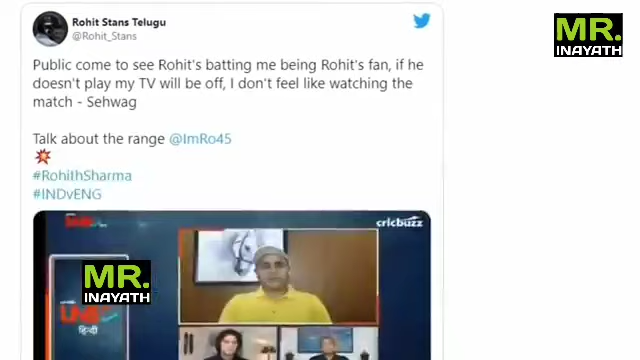 Rohit Stans Telugu
@Rohit_Stans
MR.
INAYATH
Public come to see Rohit's batting me being Rohit's fan, if he
doesn't play my TV will be off, I don't feel like watching the
match - Sehwag
Talk about the range @ImRo45
#RohithSharma
#INDvENG
cricbuzz
MR.
INAYATH
हिन्दी